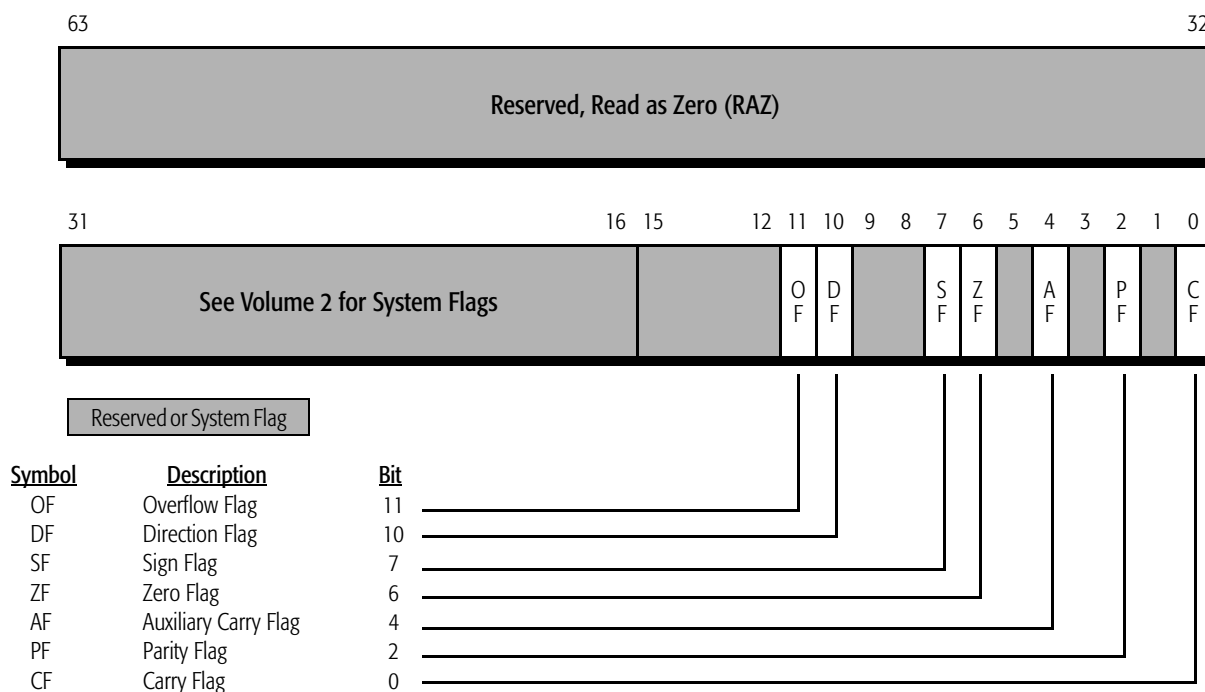 63 32
Reserved, Read as Zero (RAZ)
31 16 15 12 11 10 9 8 7 6 5 4 3 2 1 0
See Volume 2 for System Flags
O D S Z A P C
F F F F F F F
Reserved or System Flag
Symbol Description Bit
OF Overflow Flag 11
DF Direction Flag 10
SF Sign Flag 7
ZF Zero Flag 6
AF Auxiliary Carry Flag 4
PF Parity Flag 2
CF Carry Flag 0